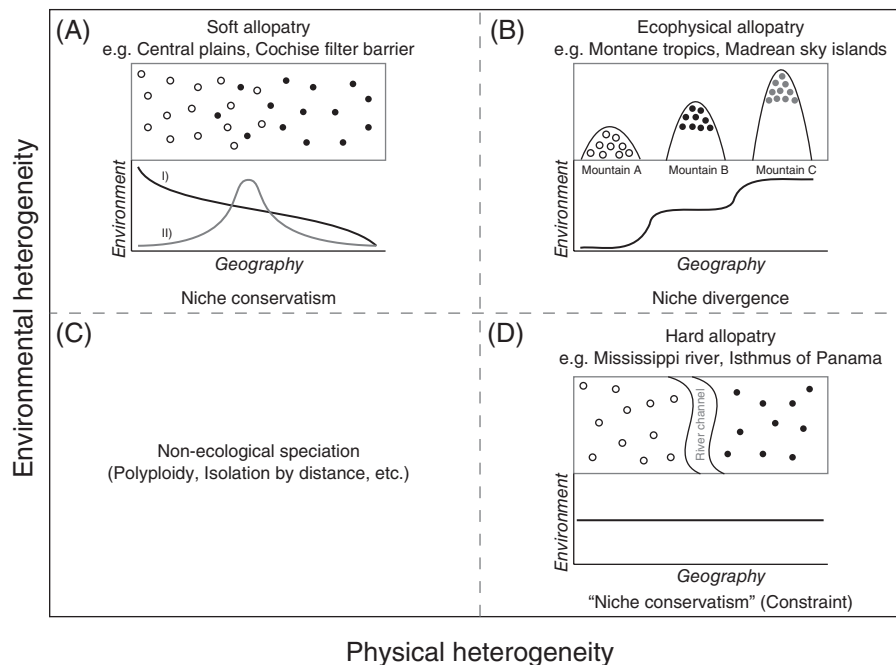 (A)
Soft allopatry
e.g. Central plains, Cochise filter barrier
Environment
I)
II)
Geography
Niche conservatism
(B)
Ecophysical allopatry
e.g. Montane tropics, Madrean sky islands
Mountain A
Mountain B
Mountain C
Environment
Geography
Niche divergence
Environmental heterogeneity
(C)
Non-ecological speciation
(Polyploidy, Isolation by distance, etc.)
(D)
Hard allopatry
e.g. Mississippi river, Isthmus of Panama
River channel
Environment
Geography
“Niche conservatism” (Constraint)
Physical heterogeneity